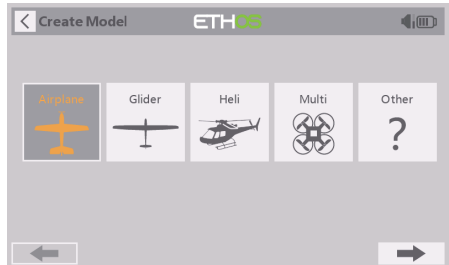 Create Model
ETHOS
Airplane
Glider
Heli
Multi
Other
?